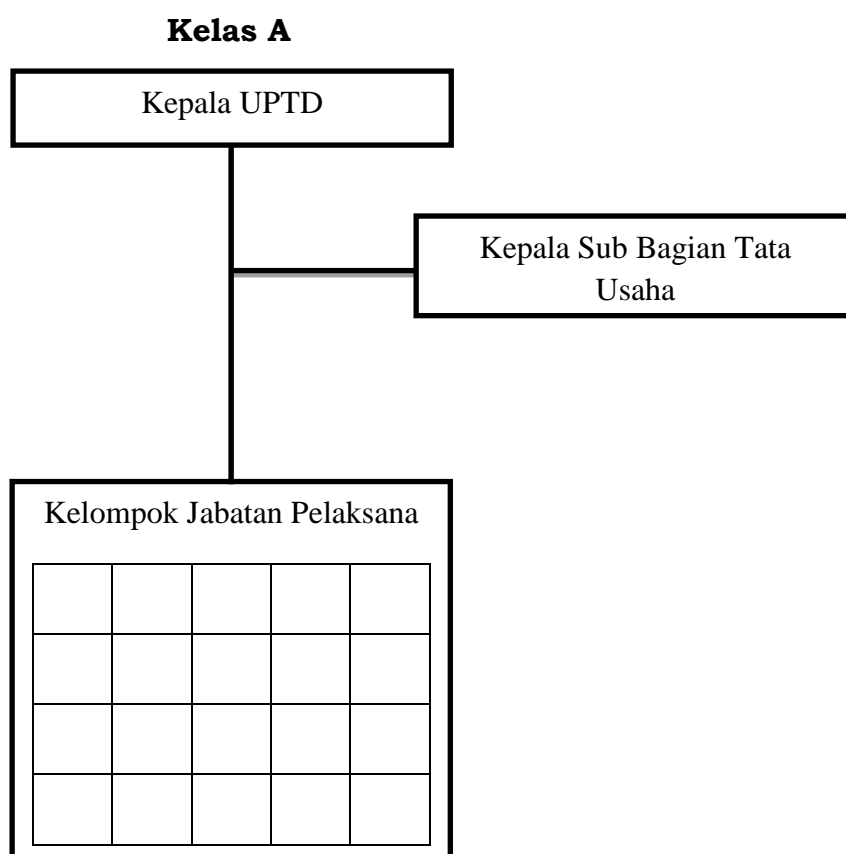 Kelas A
Kepala UPTD
Kepala Sub Bagian Tata
Usaha
Kelompok Jabatan Pelaksana